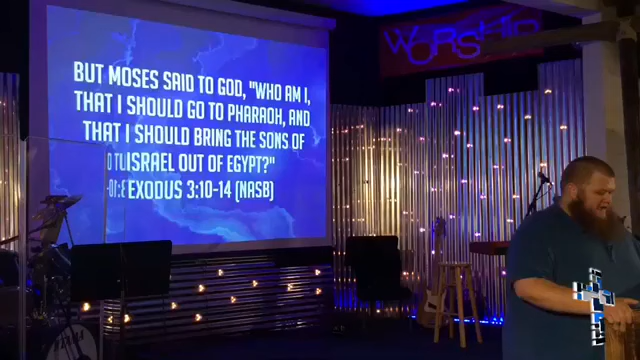 WORSHIP
BUT MOSES SAID TO GOD, "WHO AM I,
THAT I SHOULD GO TO PHARAOH, AND
THAT I SHOULD BRING THE SONS OF
ISRAEL OUT OF EGYPT?"
EXODUS 3:10-14 (NASB)